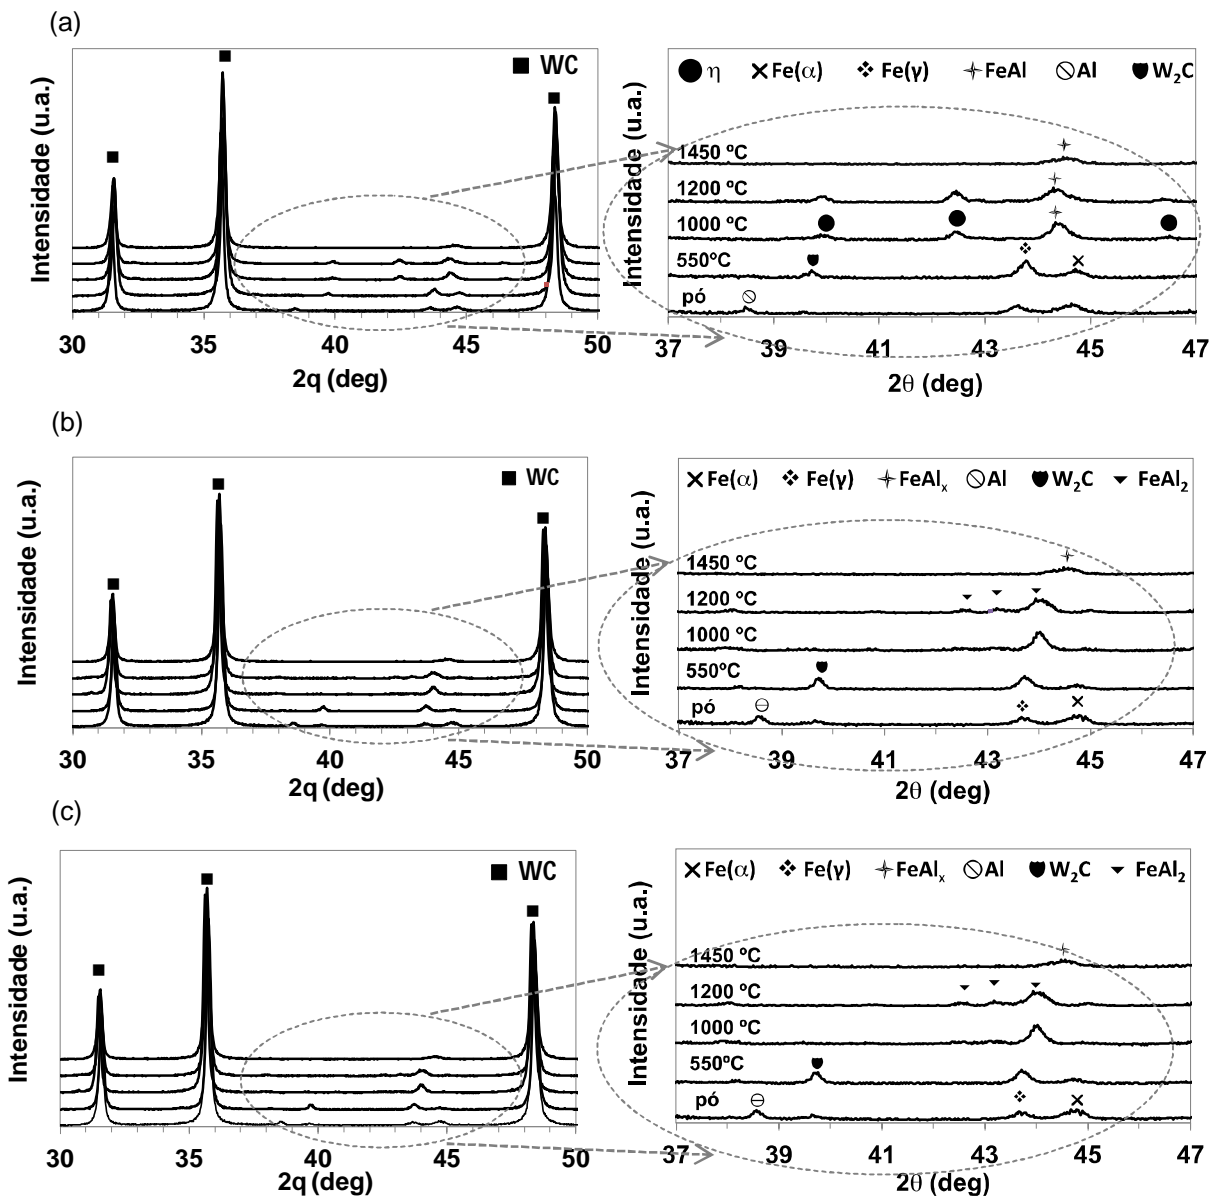 (a)
WC
Intensidade (u.a.)
30 35 40 45 50
2q (deg)
η Fe(α) Fe(γ) FeAl Al W₂C
Intensidade (u.a.)
1450 ºC
1200 ºC
1000 ºC
550ºC
pó
37 39 41 43 45 47
2θ (deg)
(b)
WC
Intensidade (u.a.)
30 35 40 45 50
2q (deg)
Fe(α) Fe(γ) FeAlₓ Al W₂C FeAl₂
Intensidade (u.a.)
1450 ºC
1200 ºC
1000 ºC
550ºC
pó
37 39 41 43 45 47
2θ (deg)
(c)
WC
Intensidade (u.a.)
30 35 40 45 50
2q (deg)
Fe(α) Fe(γ) FeAlₓ Al W₂C FeAl₂
Intensidade (u.a.)
1450 ºC
1200 ºC
1000 ºC
550ºC
pó
37 39 41 43 45 47
2θ (deg)